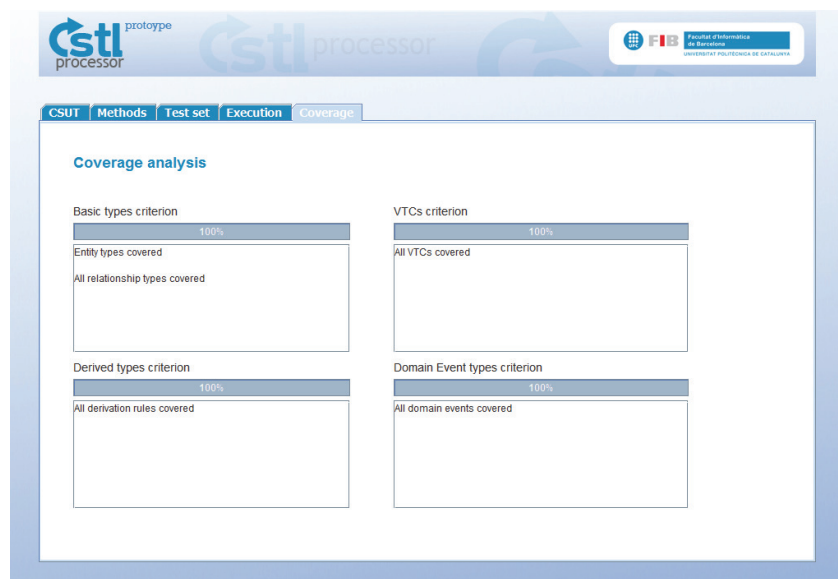 protoype
cstl
processor
cstl processor
UPC
FIB
Facultat d'Informàtica
de Barcelona
UNIVERSITAT POLITÈCNICA DE CATALUNYA
CSUT Methods Test set Execution Coverage
Coverage analysis
Basic types criterion
100%
Entity types covered
All relationship types covered
VTCs criterion
100%
All VTCs covered
Derived types criterion
100%
All derivation rules covered
Domain Event types criterion
100%
All domain events covered